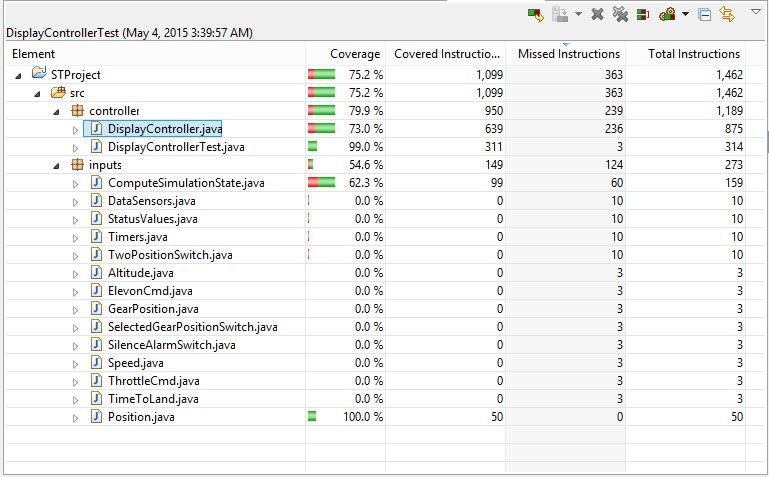 DisplayControllerTest (May 4, 2015 3:39:57 AM)
Element Coverage Covered Instructio... Missed Instructions Total Instructions
STProject 75.2 % 1,099 363 1,462
src 75.2 % 1,099 363 1,462
controller 79.9 % 950 239 1,189
DisplayController.java 73.0 % 639 236 875
DisplayControllerTest.java 99.0 % 311 3 314
inputs 54.6 % 149 124 273
ComputeSimulationState.java 62.3 % 99 60 159
DataSensors.java 0.0 % 0 10 10
StatusValues.java 0.0 % 0 10 10
Timers.java 0.0 % 0 10 10
TwoPositionSwitch.java 0.0 % 0 10 10
Altitude.java 0.0 % 0 3 3
ElevonCmd.java 0.0 % 0 3 3
GearPosition.java 0.0 % 0 3 3
SelectedGearPositionSwitch.java 0.0 % 0 3 3
SilenceAlarmSwitch.java 0.0 % 0 3 3
Speed.java 0.0 % 0 3 3
ThrottleCmd.java 0.0 % 0 3 3
TimeToLand.java 0.0 % 0 3 3
Position.java 100.0 % 50 0 50